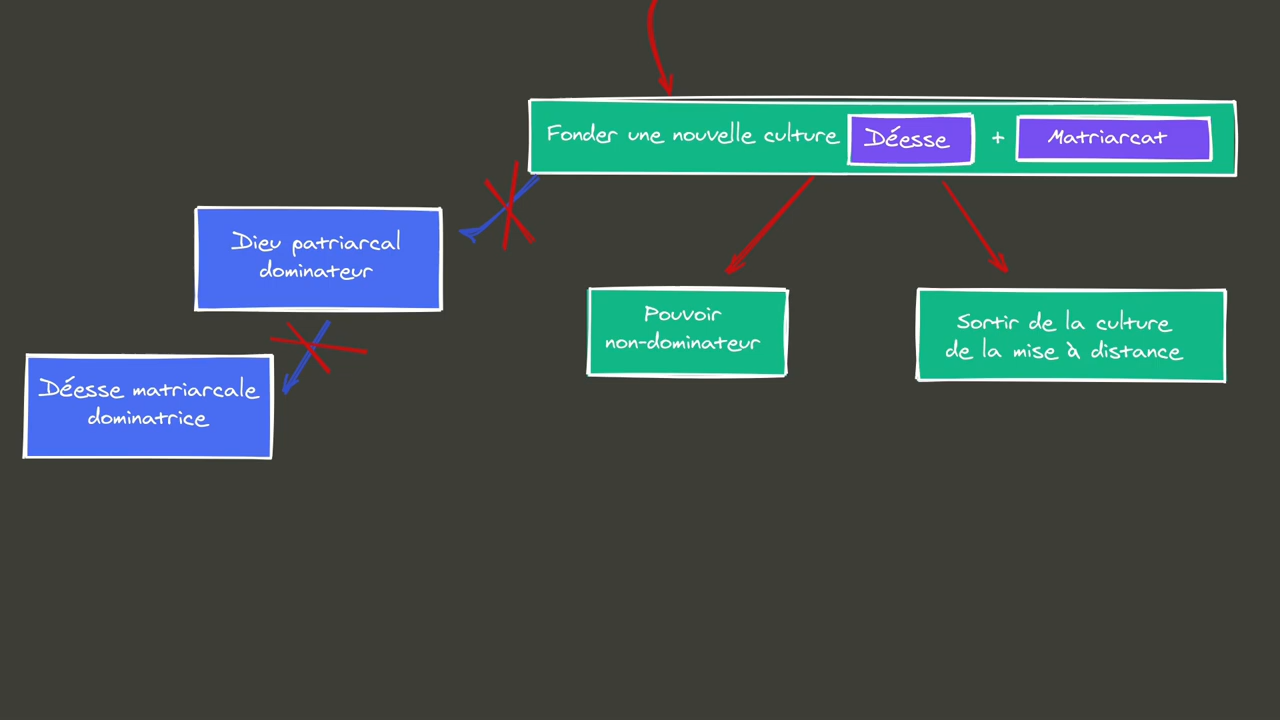 Fonder une nouvelle culture Déesse + Matriarcat
Dieu patriarcal
dominateur
Pouvoir
non-dominateur
Sortir de la culture
de la mise à distance
Déesse matriarcale
dominatrice